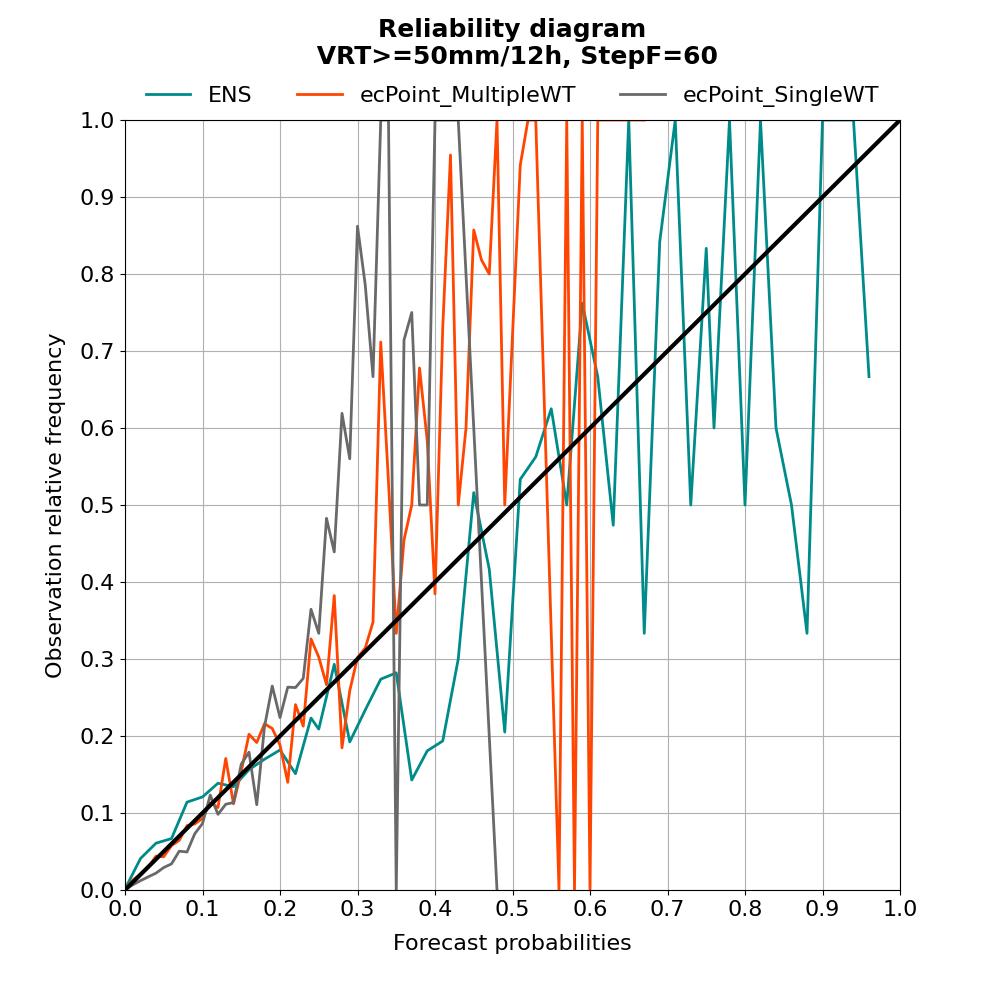 Reliability diagram
VRT>=50mm/12h, StepF=60
ENS ecPoint_MultipleWT ecPoint_SingleWT
1.0
0.9
0.8
0.7
0.6
0.5
0.4
0.3
0.2
0.1
0.0
Observation relative frequency
0.0 0.1 0.2 0.3 0.4 0.5 0.6 0.7 0.8 0.9 1.0
Forecast probabilities